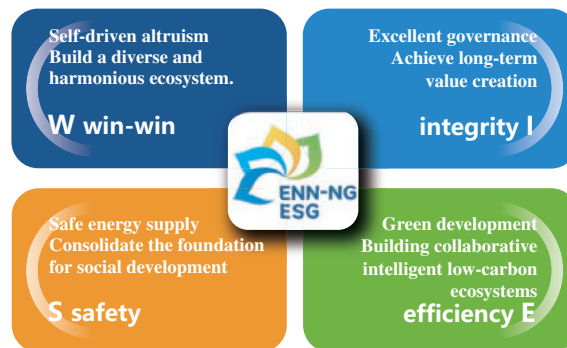 Self-driven altruism
Build a diverse and
harmonious ecosystem.
W win-win
Excellent governance
Achieve long-term
value creation
integrity I
ENN-NG
ESG
Safe energy supply
Consolidate the foundation
for social development
S safety
Green development
Building collaborative
intelligent low-carbon
ecosystems
efficiency E